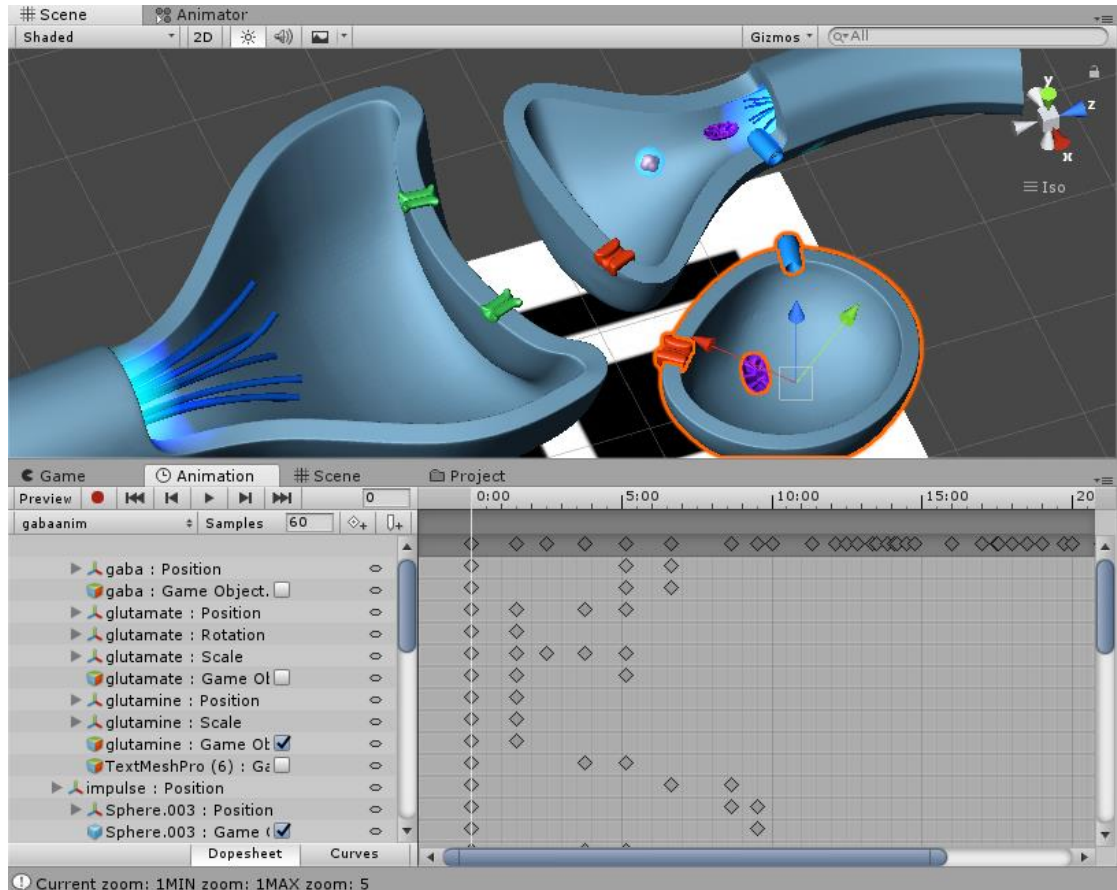 Scene Animator
Shaded 2D Gizmos All
y
z
x
Iso
Game Animation Scene Project
Preview 0 0:00 5:00 10:00 15:00 20
gabaanim Samples 60
gaba : Position
gaba : Game Object.
glutamate : Position
glutamate : Rotation
glutamate : Scale
glutamate : Game Ob
glutamine : Position
glutamine : Scale
glutamine : Game Ob
TextMeshPro (6) : Ga
impulse : Position
Sphere.003 : Position
Sphere.003 : Game
Dopesheet Curves
Current zoom: 1MIN zoom: 1MAX zoom: 5